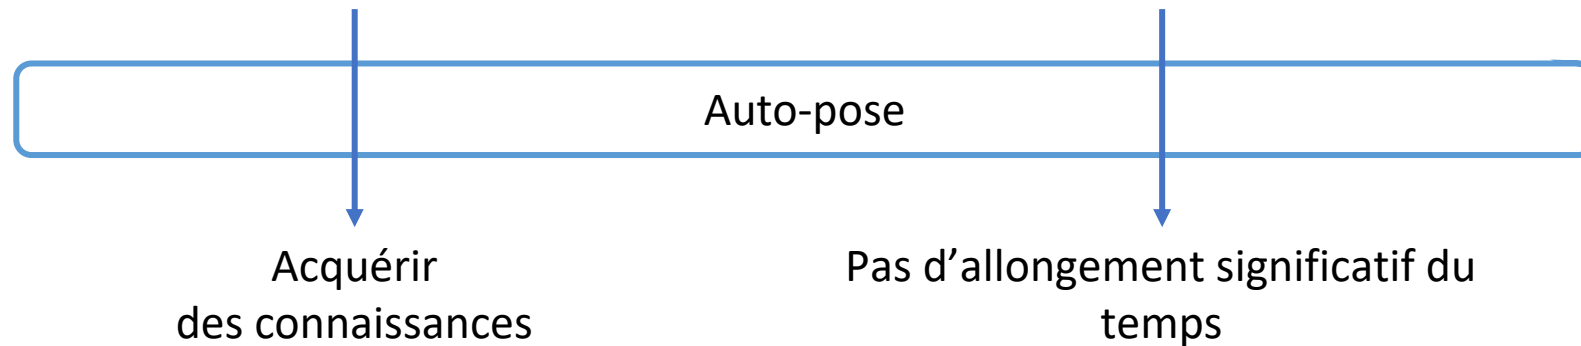 Auto-pose
Acquérir
des connaissances
Pas d’allongement significatif du
temps